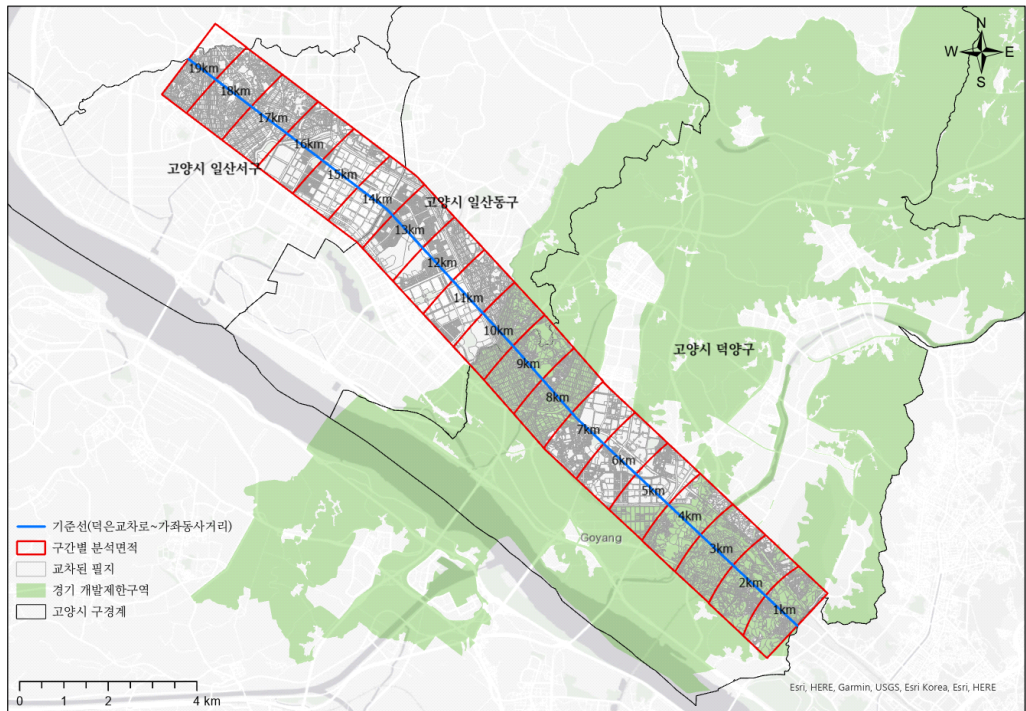 N
W E
S
19km
18km
17km
16km
고양시 일산서구
15km
14km
고양시 일산동구
13km
12km
11km
10km
고양시 덕양구
9km
8km
7km
6km
5km
4km
Goyang
3km
2km
1km
기준선(덕은교차로~가좌동사거리)
구간별 분석면적
교차된 필지
경기 개발제한구역
고양시 구경계
0 2 4 km
Esri, HERE, Garmin, USGS, Esri Korea, Esri, HERE